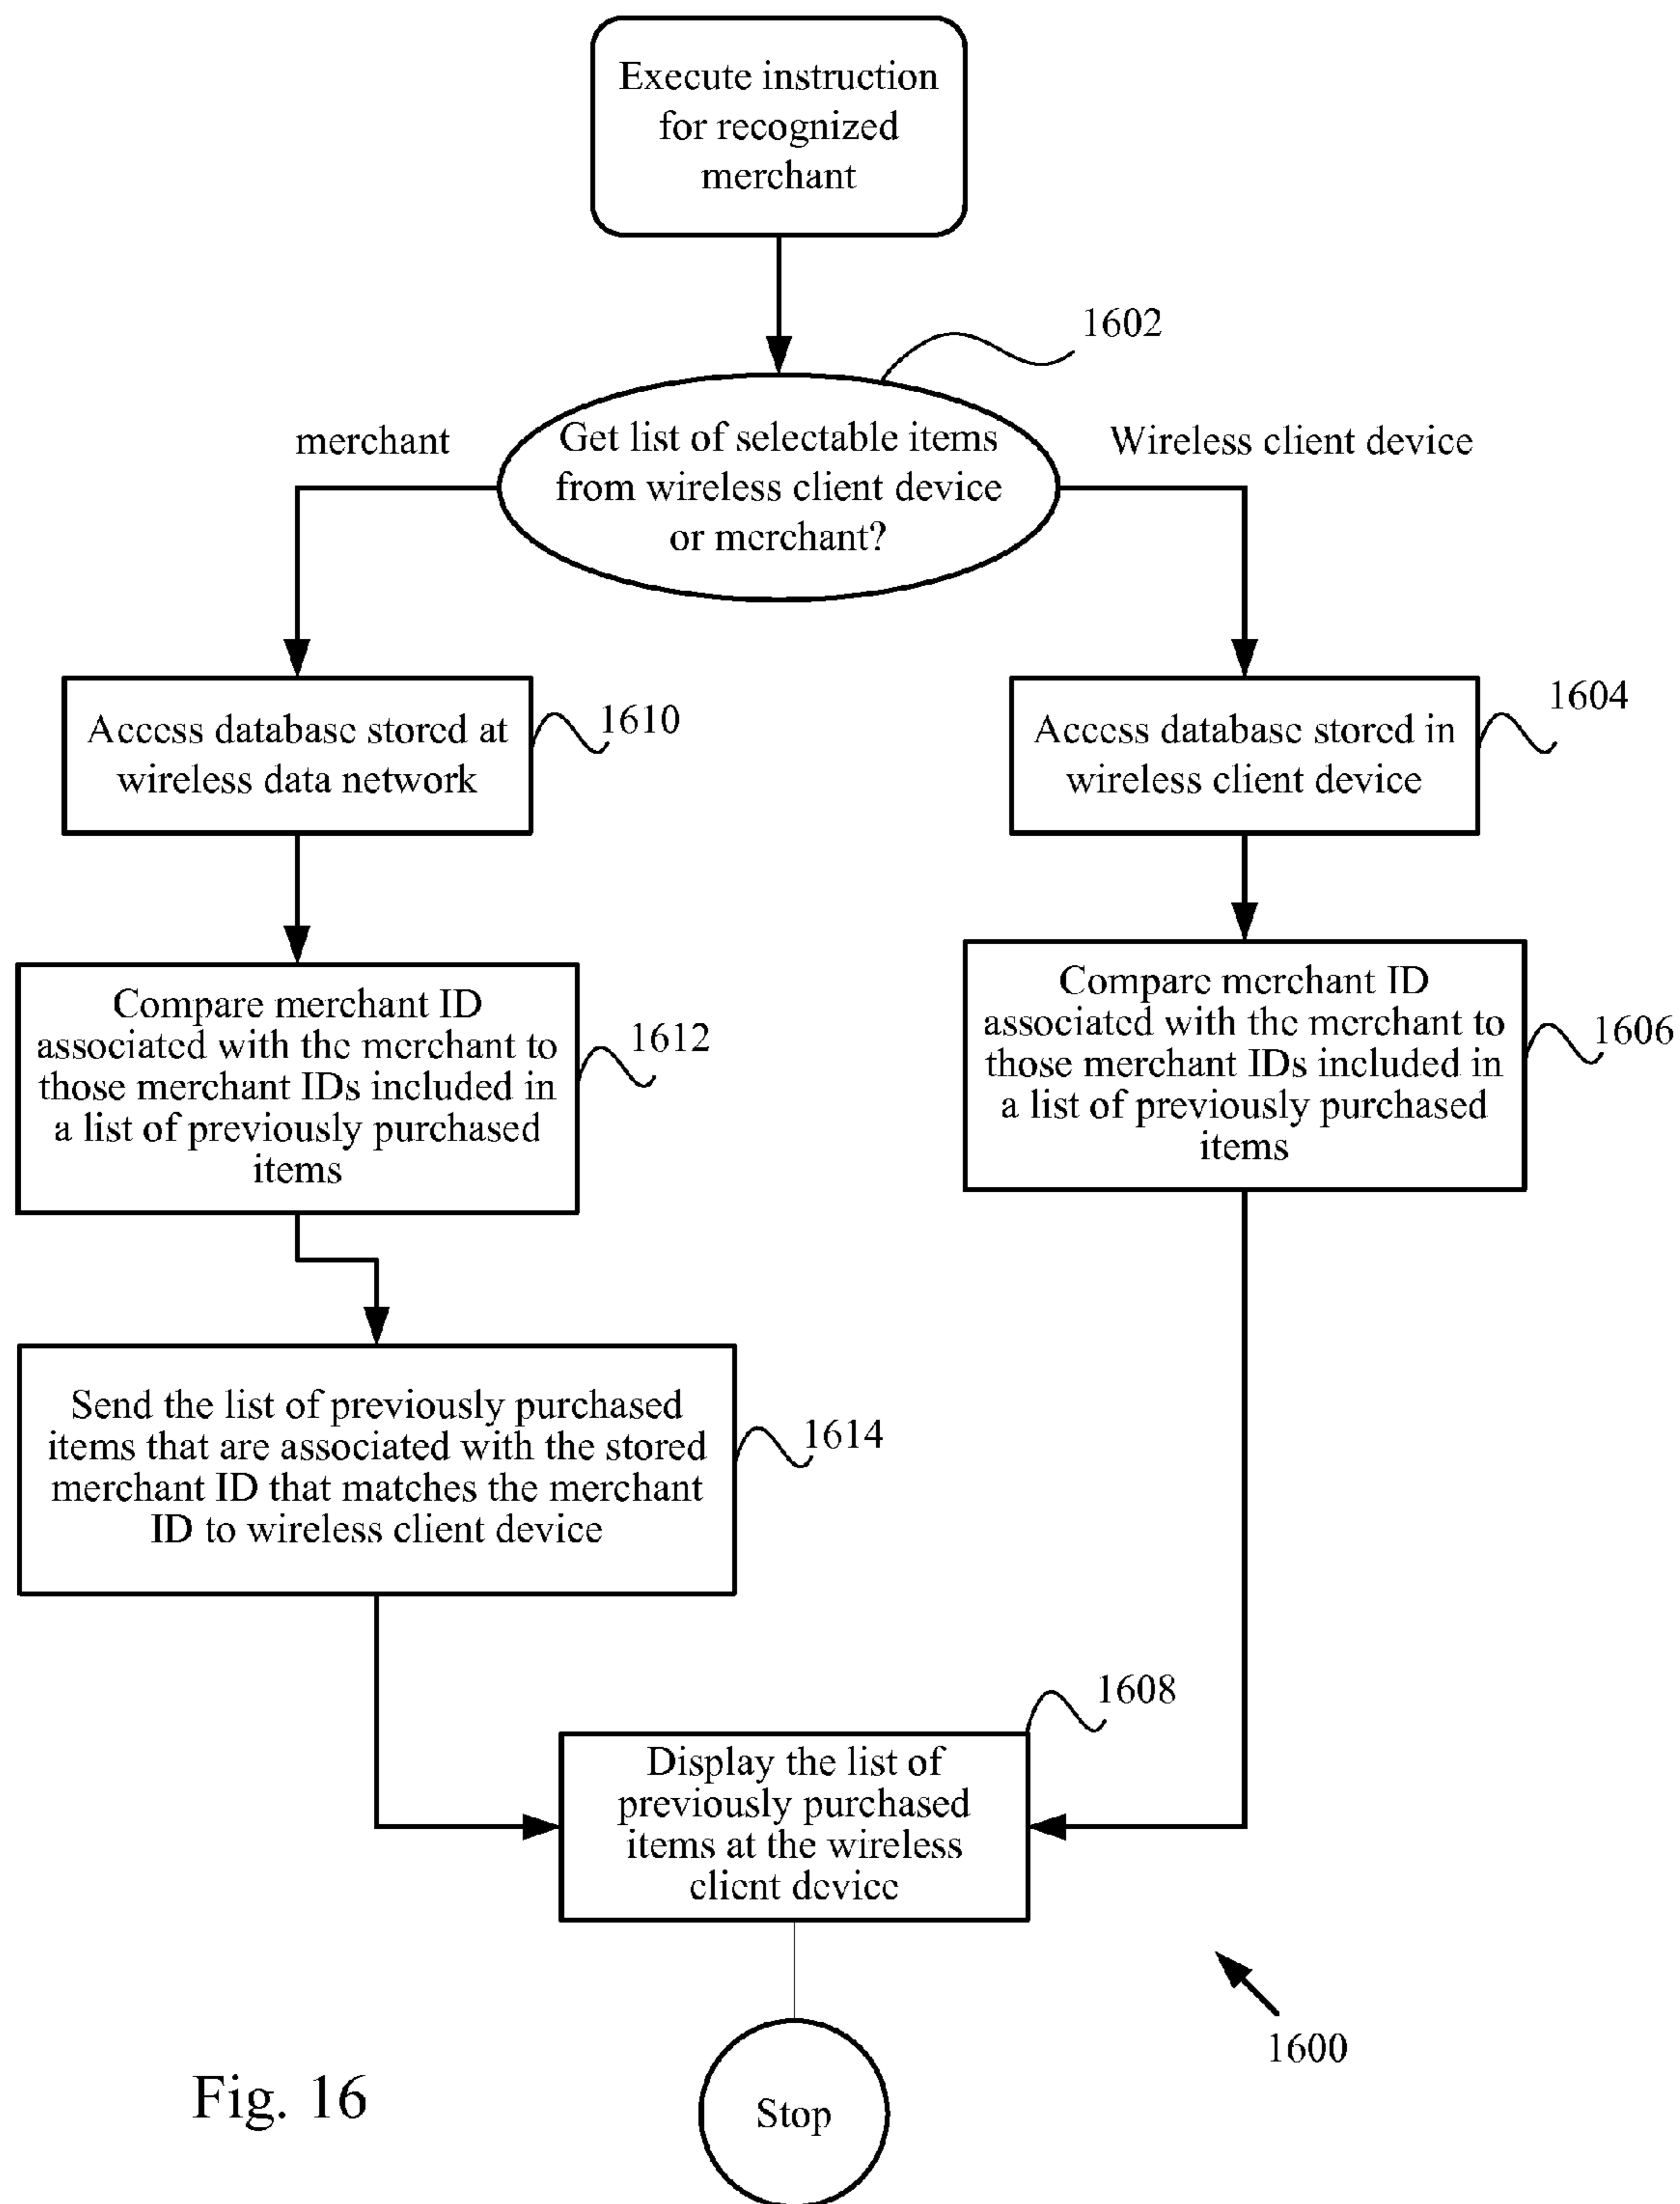 Execute instruction
for recognized
merchant
1602
merchant
Get list of selectable items
from wireless client device
or merchant?
Wireless client device
Access database stored at
wireless data network
1610
Access database stored in
wireless client device
1604
Compare merchant ID
associated with the merchant to
those merchant IDs included in
a list of previously purchased
items
1612
Compare merchant ID
associated with the merchant to
those merchant IDs included in
a list of previously purchased
items
1606
Send the list of previously purchased
items that are associated with the stored
merchant ID that matches the merchant
ID to wireless client device
1614
1608
Display the list of
previously purchased
items at the wireless
client device
1600
Stop
Fig. 16